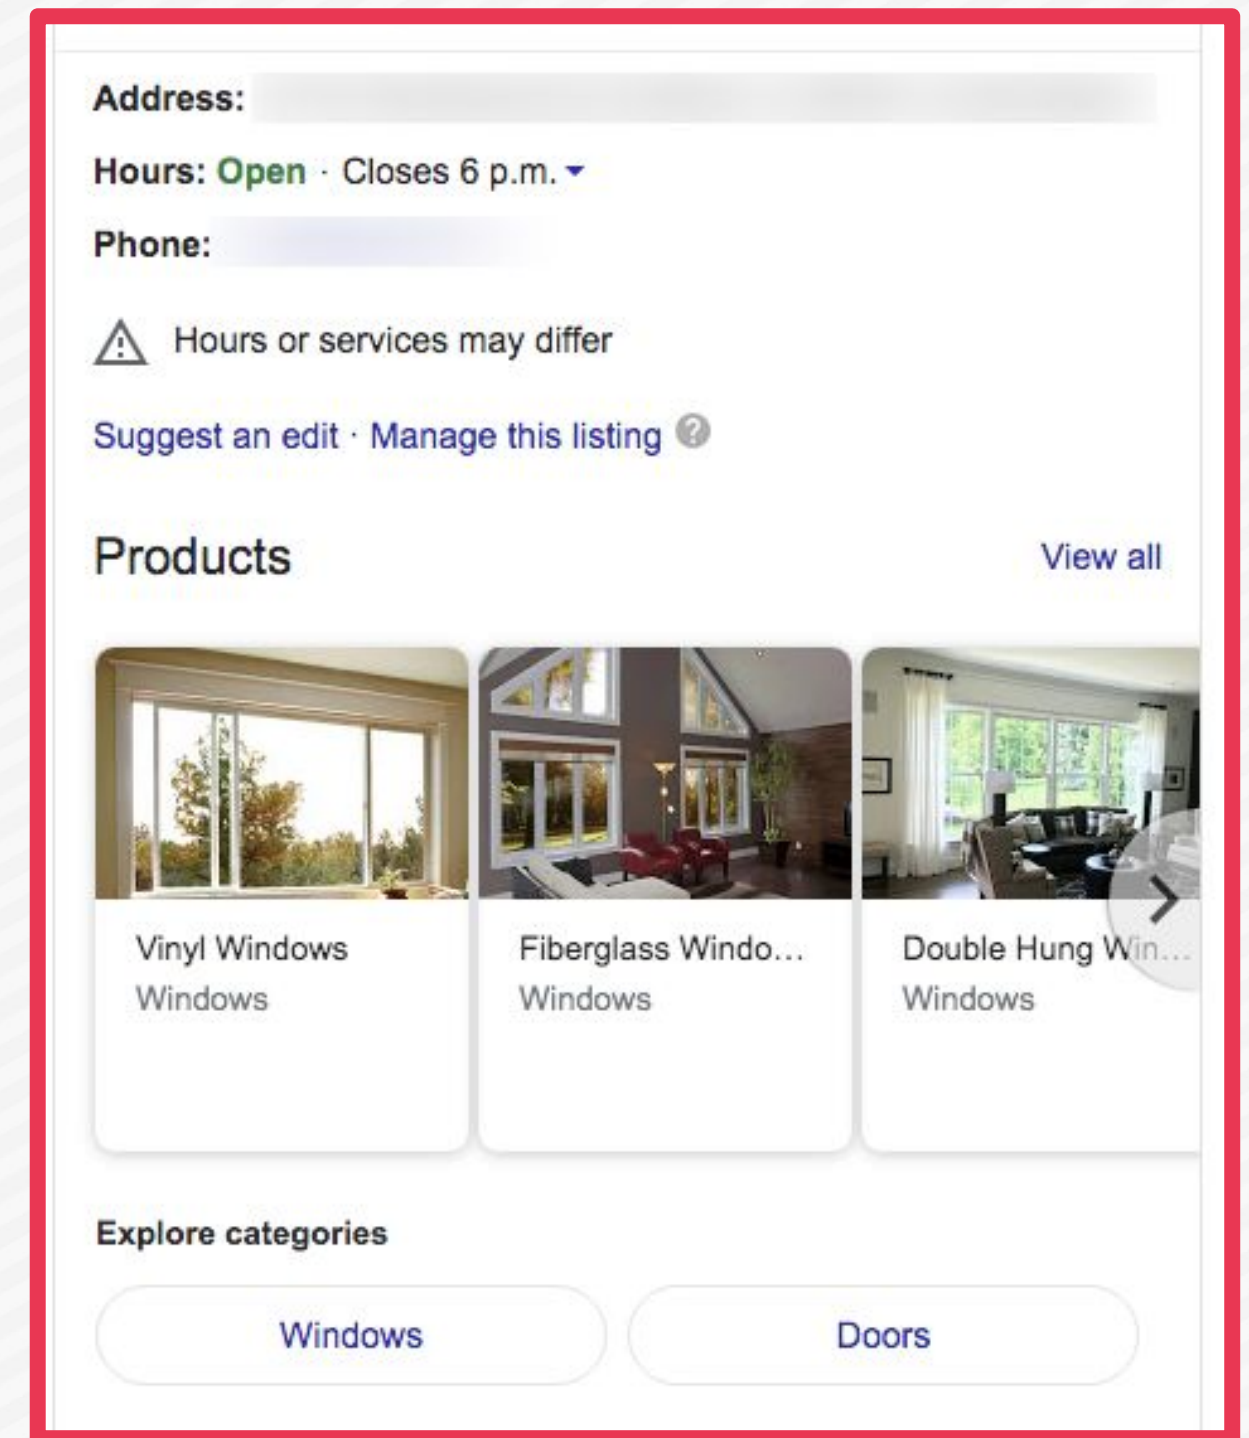 Address:
Hours: Open · Closes 6 p.m.
Phone:
Hours or services may differ
Suggest an edit · Manage this listing ?
Products
View all
Vinyl Windows
Windows
Fiberglass Windo...
Windows
Double Hung Win...
Windows
Explore categories
Windows
Doors